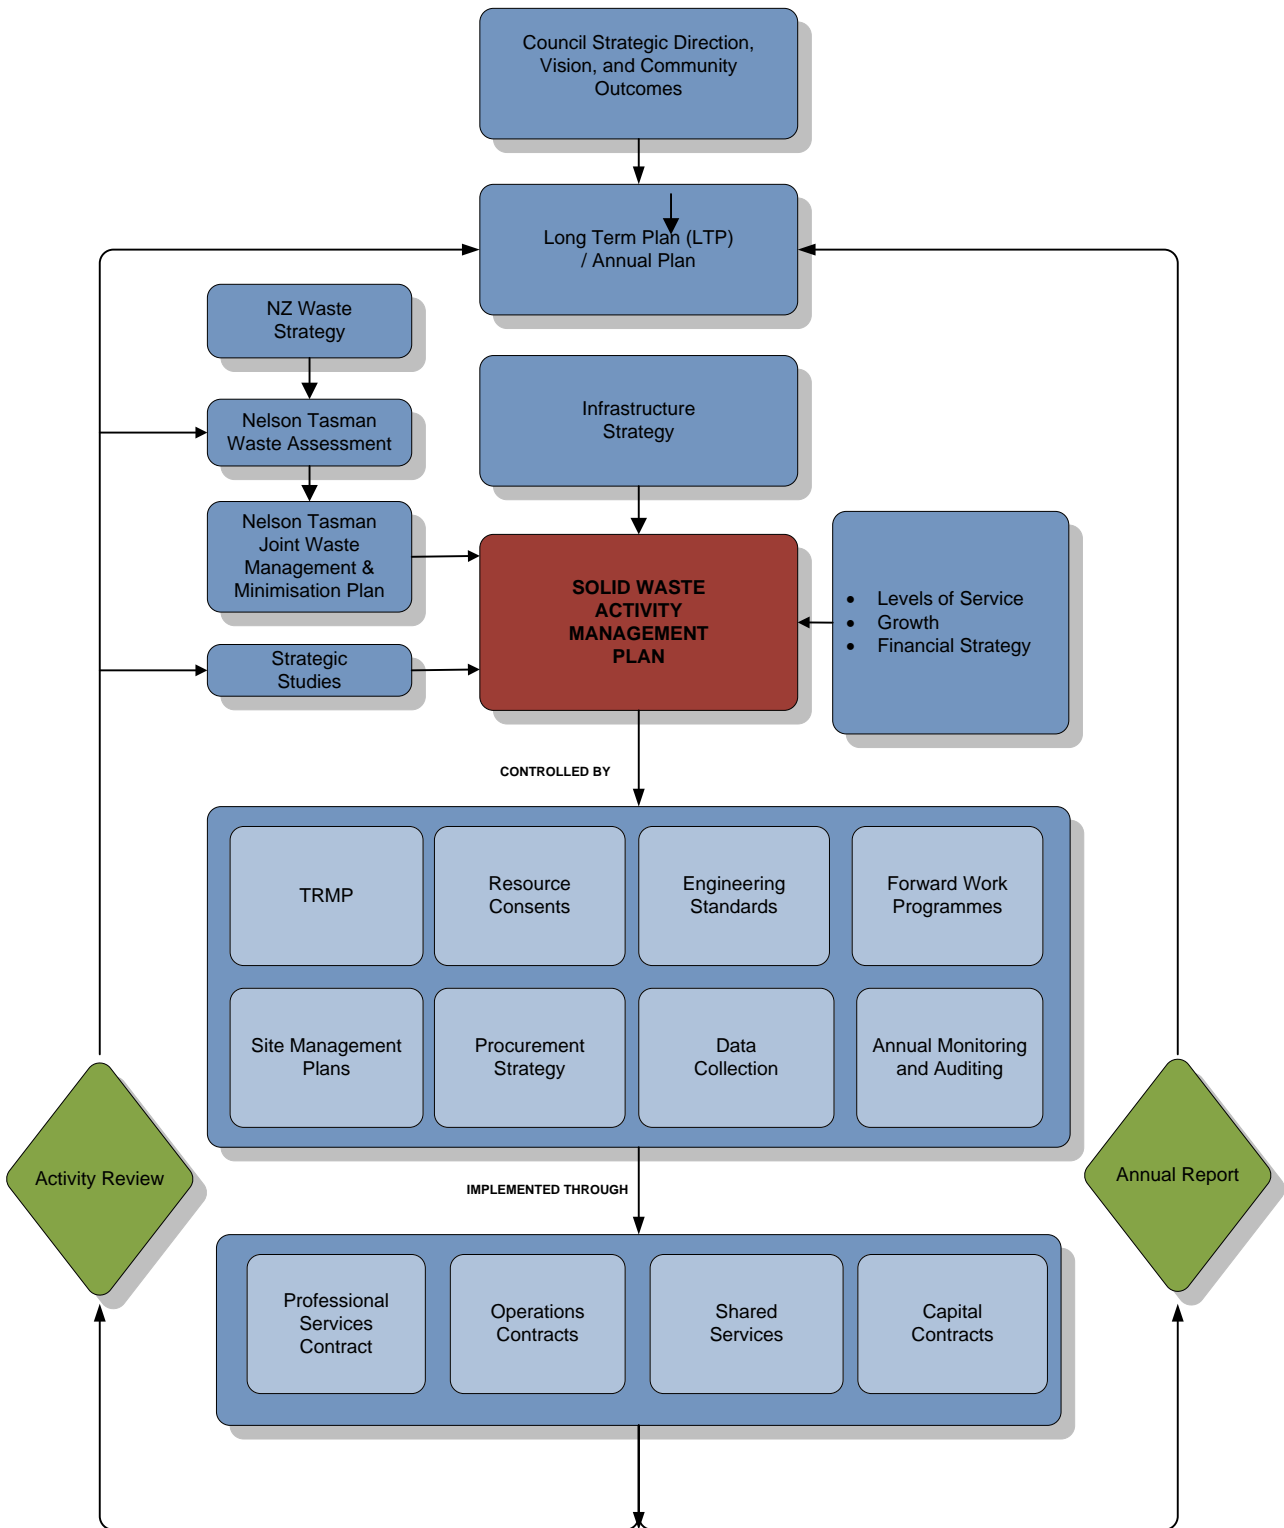 Council Strategic Direction,
Vision, and Community
Outcomes
Long Term Plan (LTP)
/ Annual Plan
NZ Waste
Strategy
Nelson Tasman
Waste Assessment
Infrastructure
Strategy
Nelson Tasman
Joint Waste
Management &
Minimisation Plan
SOLID WASTE
ACTIVITY
MANAGEMENT
PLAN
• Levels of Service
• Growth
• Financial Strategy
Strategic
Studies
CONTROLLED BY
TRMP
Resource
Consents
Engineering
Standards
Forward Work
Programmes
Site Management
Plans
Procurement
Strategy
Data
Collection
Annual Monitoring
and Auditing
Activity Review
Annual Report
IMPLEMENTED THROUGH
Professional
Services
Contract
Operations
Contracts
Shared
Services
Capital
Contracts